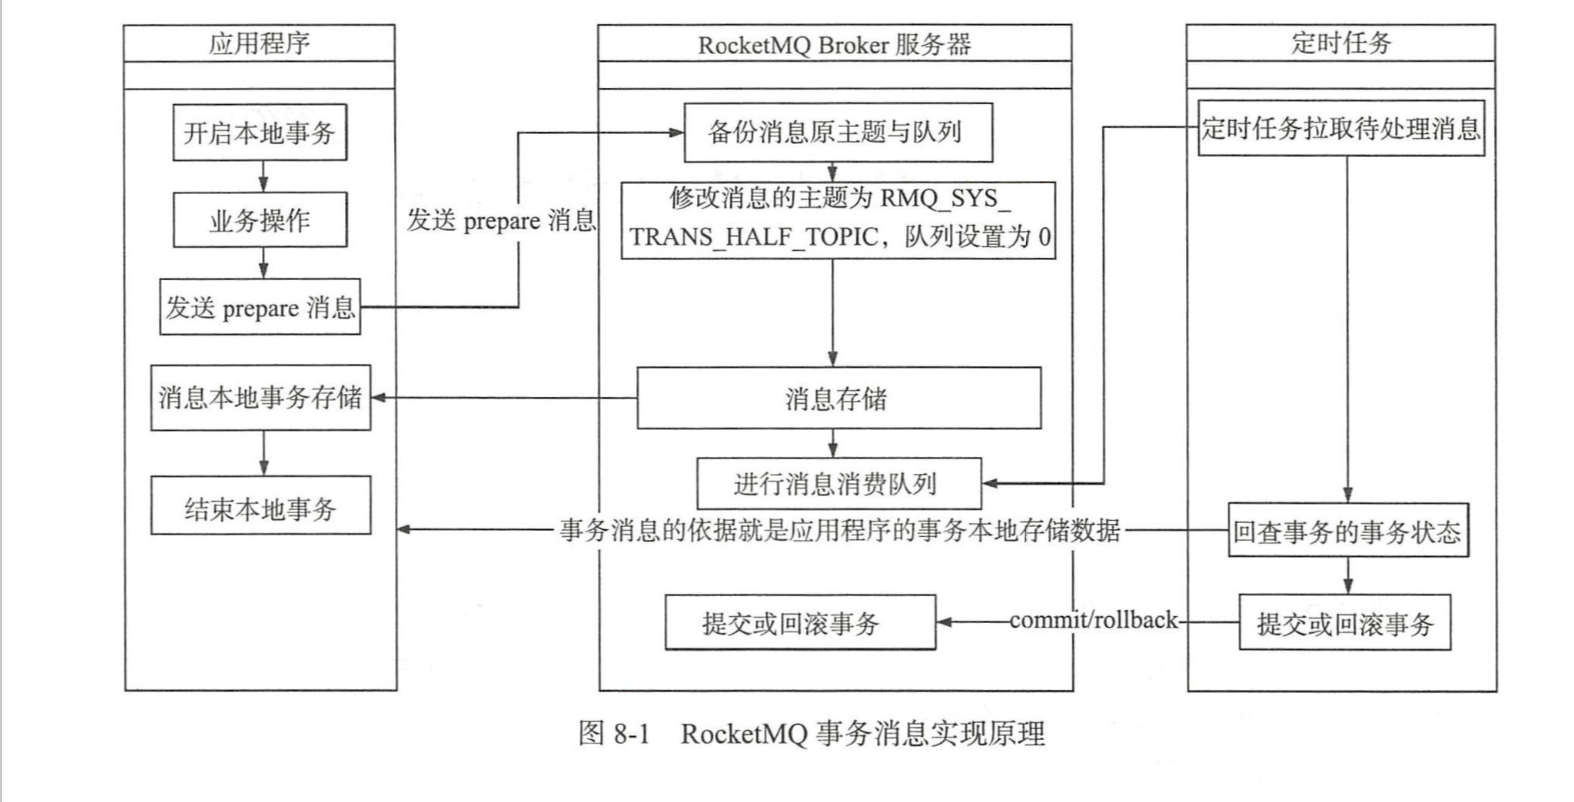 应用程序
RocketMQ Broker 服务器
定时任务
开启本地事务
业务操作
发送 prepare 消息
消息本地事务存储
结束本地事务
发送 prepare 消息
备份消息原主题与队列
修改消息的主题为 RMQ_SYS_
TRANS_HALF_TOPIC，队列设置为 0
消息存储
进行消息消费队列
事务消息的依据就是应用程序的事务本地存储数据
提交或回滚事务
commit/rollback
定时任务拉取待处理消息
回查事务的事务状态
提交或回滚事务
图 8-1 RocketMQ 事务消息实现原理